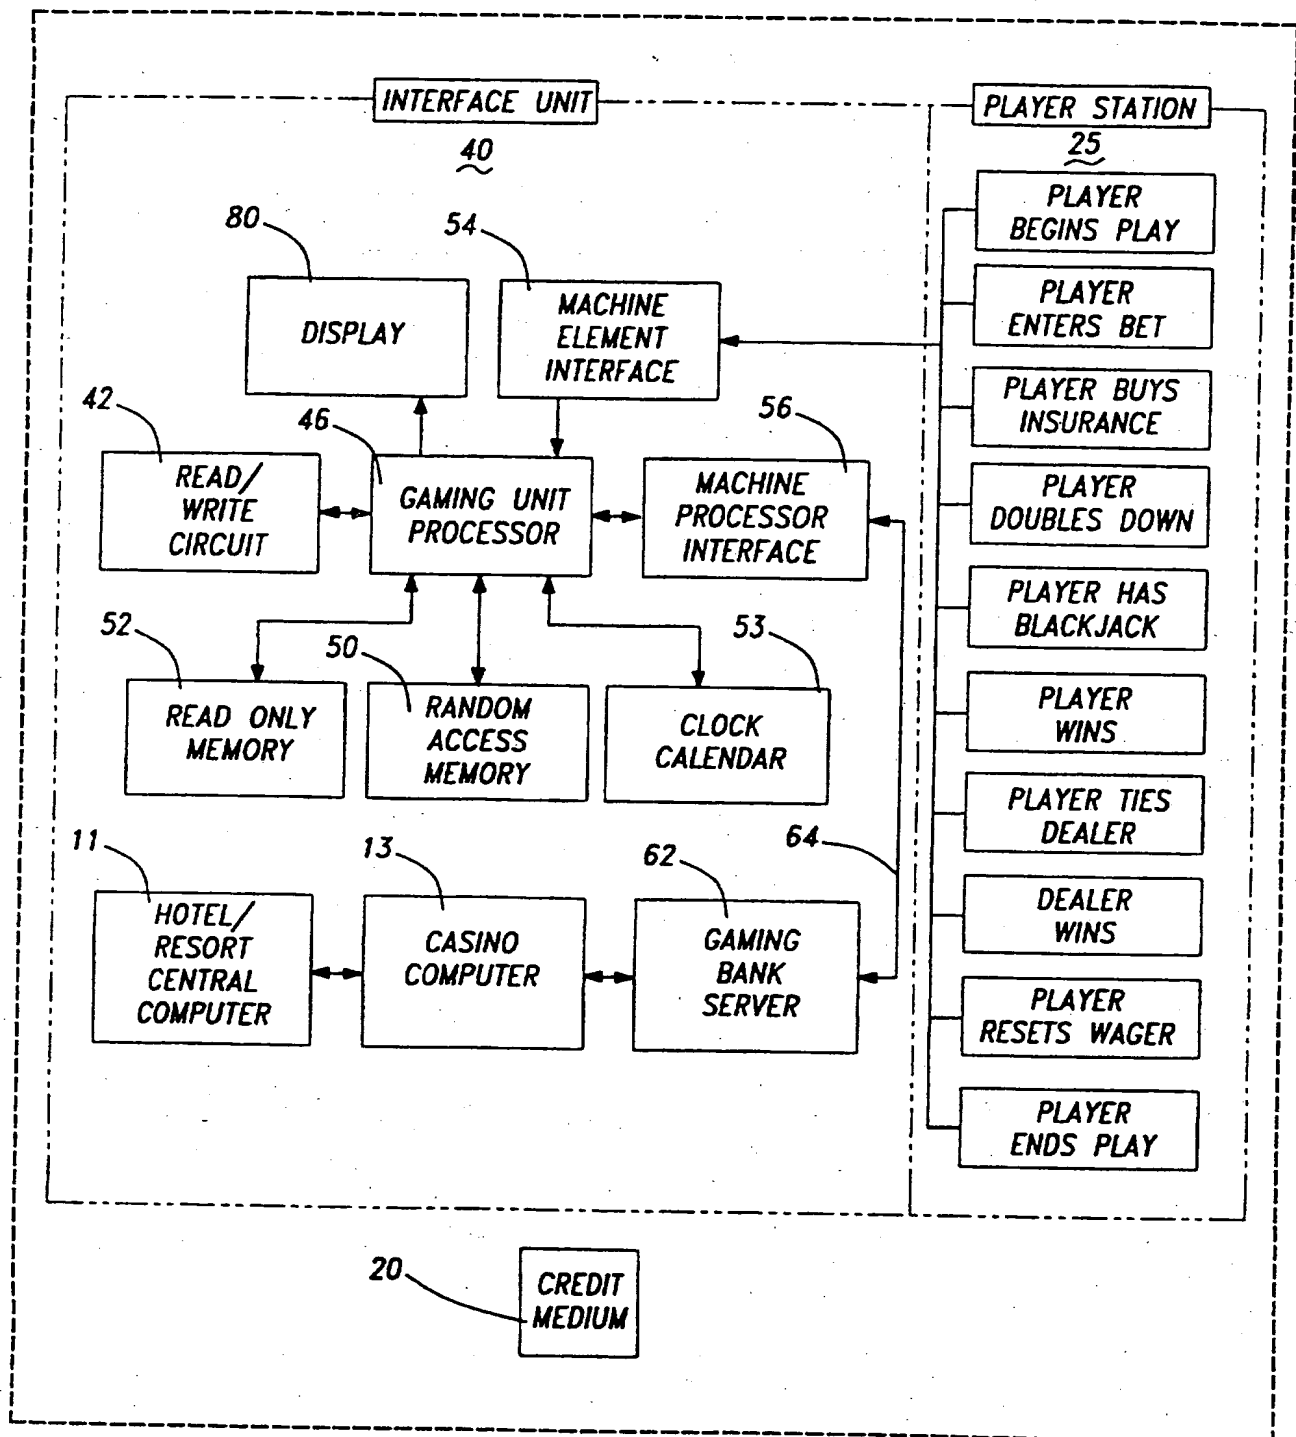 INTERFACE UNIT
40
PLAYER STATION
25
80
DISPLAY
54
MACHINE
ELEMENT
INTERFACE
42
READ/
WRITE
CIRCUIT
46
GAMING UNIT
PROCESSOR
56
MACHINE
PROCESSOR
INTERFACE
52
READ ONLY
MEMORY
50
RANDOM
ACCESS
MEMORY
53
CLOCK
CALENDAR
11
HOTEL/
RESORT
CENTRAL
COMPUTER
13
CASINO
COMPUTER
62
GAMING
BANK
SERVER
64
PLAYER
BEGINS PLAY
PLAYER
ENTERS BET
PLAYER BUYS
INSURANCE
PLAYER
DOUBLES DOWN
PLAYER HAS
BLACKJACK
PLAYER
WINS
PLAYER TIES
DEALER
DEALER
WINS
PLAYER
RESETS WAGER
PLAYER
ENDS PLAY
20
CREDIT
MEDIUM